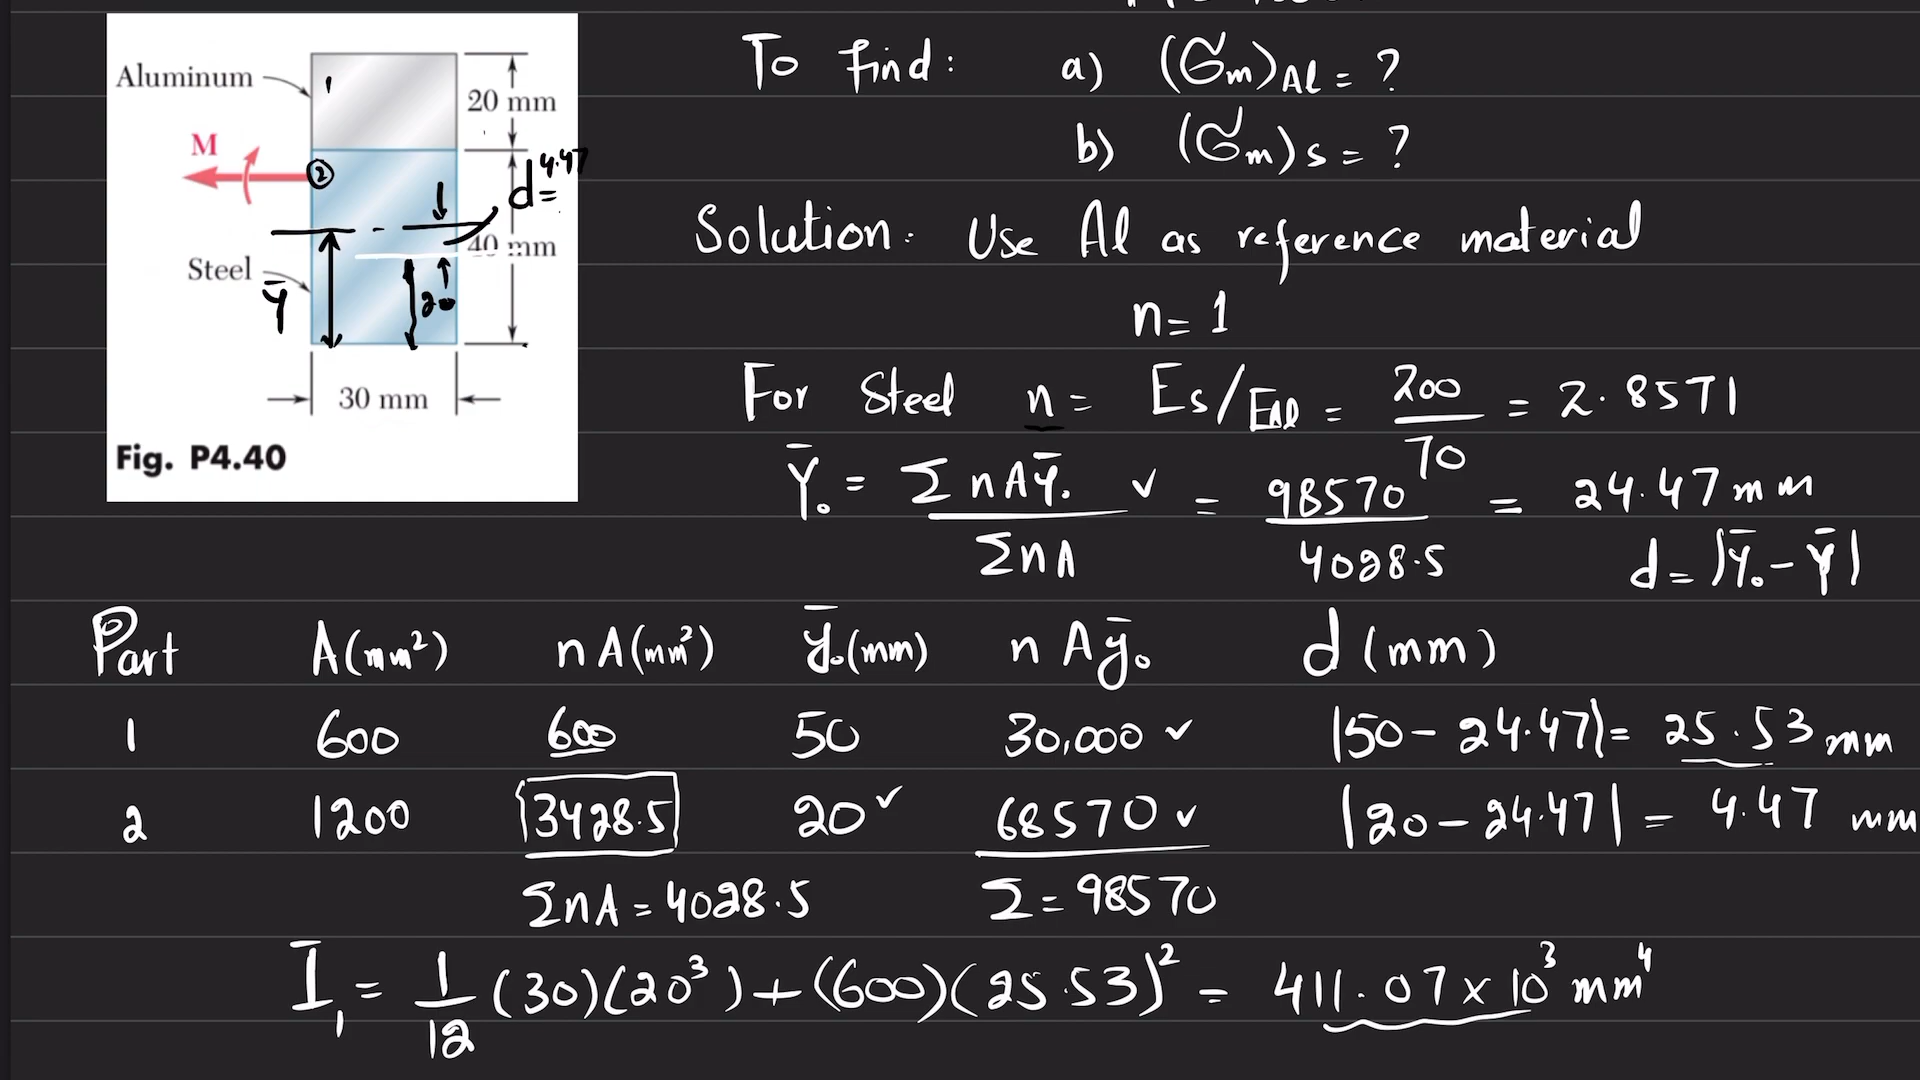 Aluminum
1
20 mm
M
2
d = 4.47
40 mm
Steel
Ȳ
20
30 mm
Fig. P4.40
To Find: a) (σm)Al = ?
b) (σm)s = ?
Solution: Use Al as reference material
n = 1
For Steel n = Es/EAl = 200/70 = 2.8571
Ȳ₀ = ΣnAȳ₀/ΣnA ✓ = 98570/4028.5 = 24.47 mm
d = |ȳ₀ - Ȳ|
Part A(mm²) nA(mm²) ȳ₀(mm) nAȳ₀ d (mm)
1 600 600 50 30,000 ✓ |50 - 24.47| = 25.53 mm
2 1200 3428.5 20 ✓ 68570 ✓ |20 - 24.47| = 4.47 mm
ΣnA = 4028.5 Σ = 98570
Ī₁ = 1/12 (30)(20³) + (600)(25.53)² = 411.07 × 10³ mm⁴